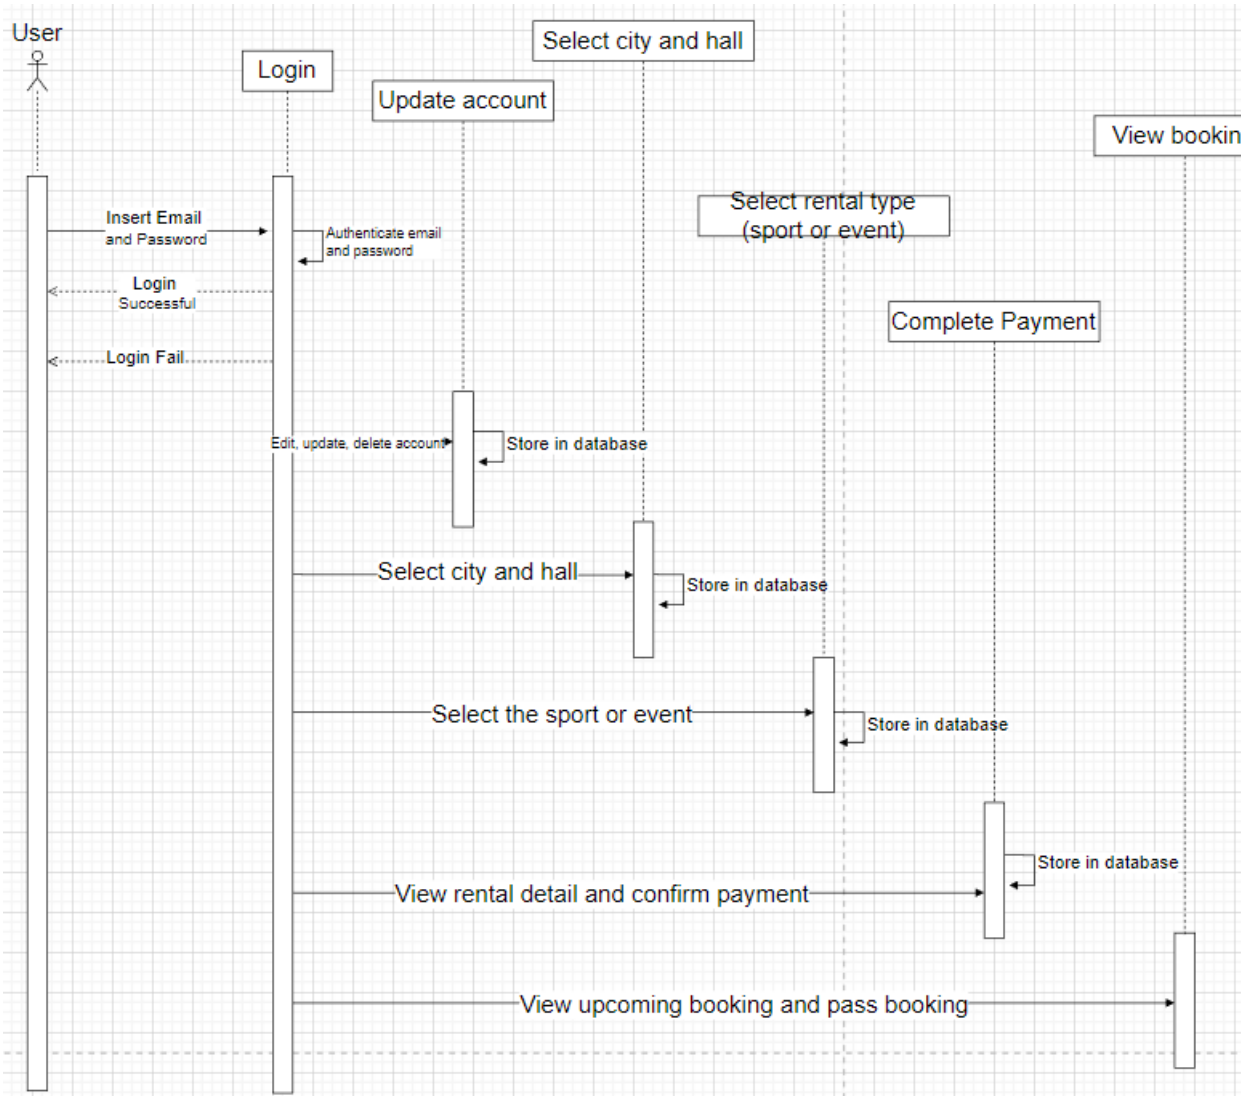 User
Select city and hall
Login
Update account
View bookin
Select rental type
(sport or event)
Insert Email
and Password
Authenticate email
and password
Login
Successful
Complete Payment
Login Fail
Edit, update, delete account
Store in database
Select city and hall
Store in database
Select the sport or event
Store in database
Store in database
View rental detail and confirm payment
View upcoming booking and pass booking